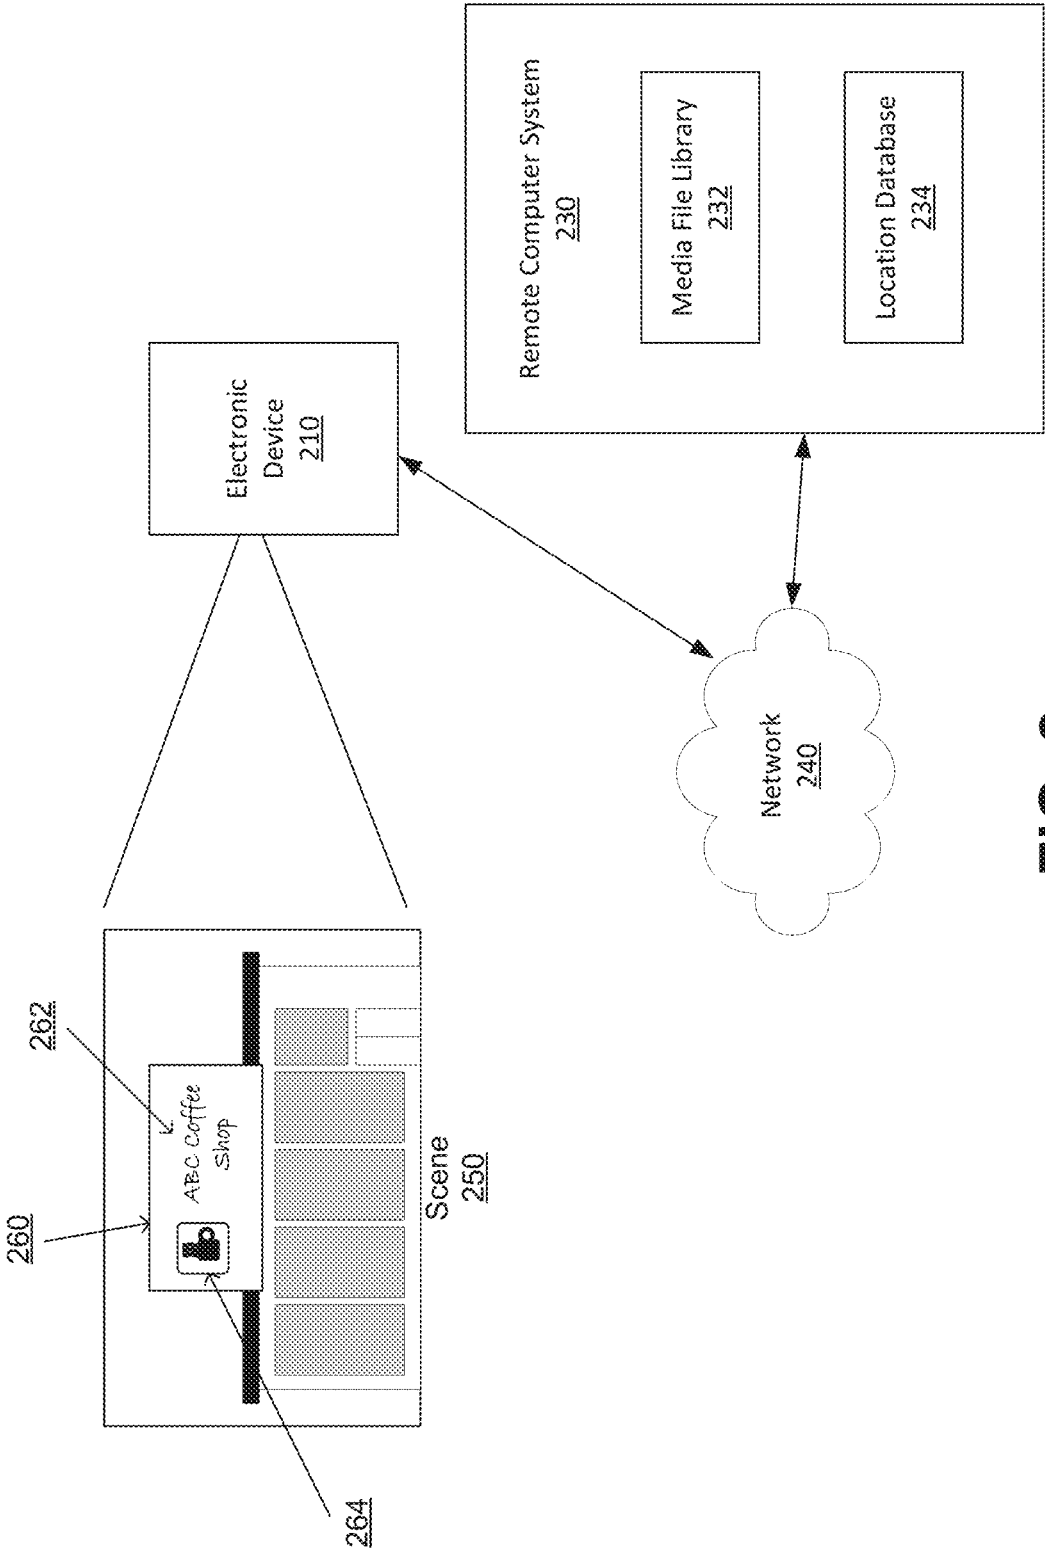 260
262
ABC Coffee
Shop
264
Scene
250
Electronic
Device
210
Network
240
Remote Computer System
230
Media File Library
232
Location Database
234